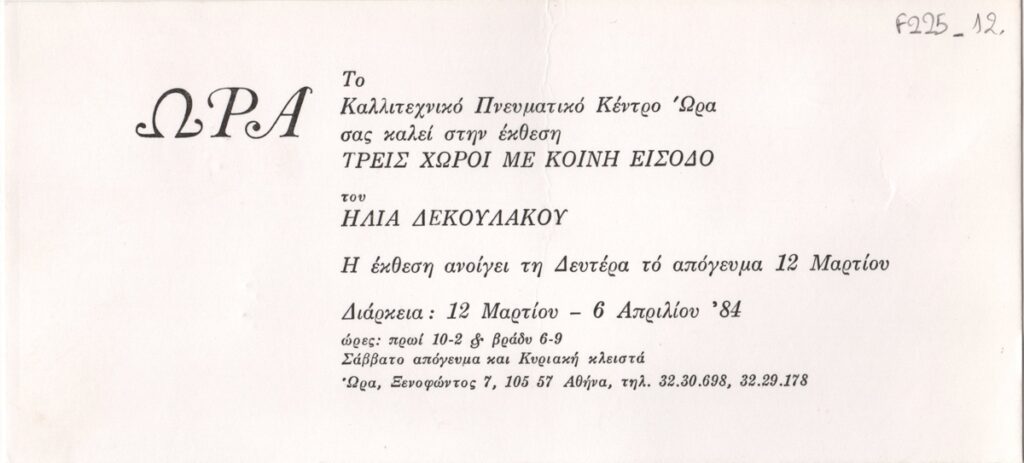 F225_12.
ΩΡΑ
Το
Καλλιτεχνικό Πνευματικό Κέντρο Ώρα
σας καλεί στην έκθεση
ΤΡΕΙΣ ΧΩΡΟΙ ΜΕ ΚΟΙΝΗ ΕΙΣΟΔΟ
του
ΗΛΙΑ ΔΕΚΟΥΛΑΚΟΥ
Η έκθεση ανοίγει τη Δευτέρα τό απόγευμα 12 Μαρτίου
Διάρκεια: 12 Μαρτίου – 6 Απριλίου '84
ώρες: πρωί 10-2 & βράδυ 6-9
Σάββατο απόγευμα και Κυριακή κλειστά
Ώρα, Ξενοφώντος 7, 105 57 Αθήνα, τηλ. 32.30.698, 32.29.178